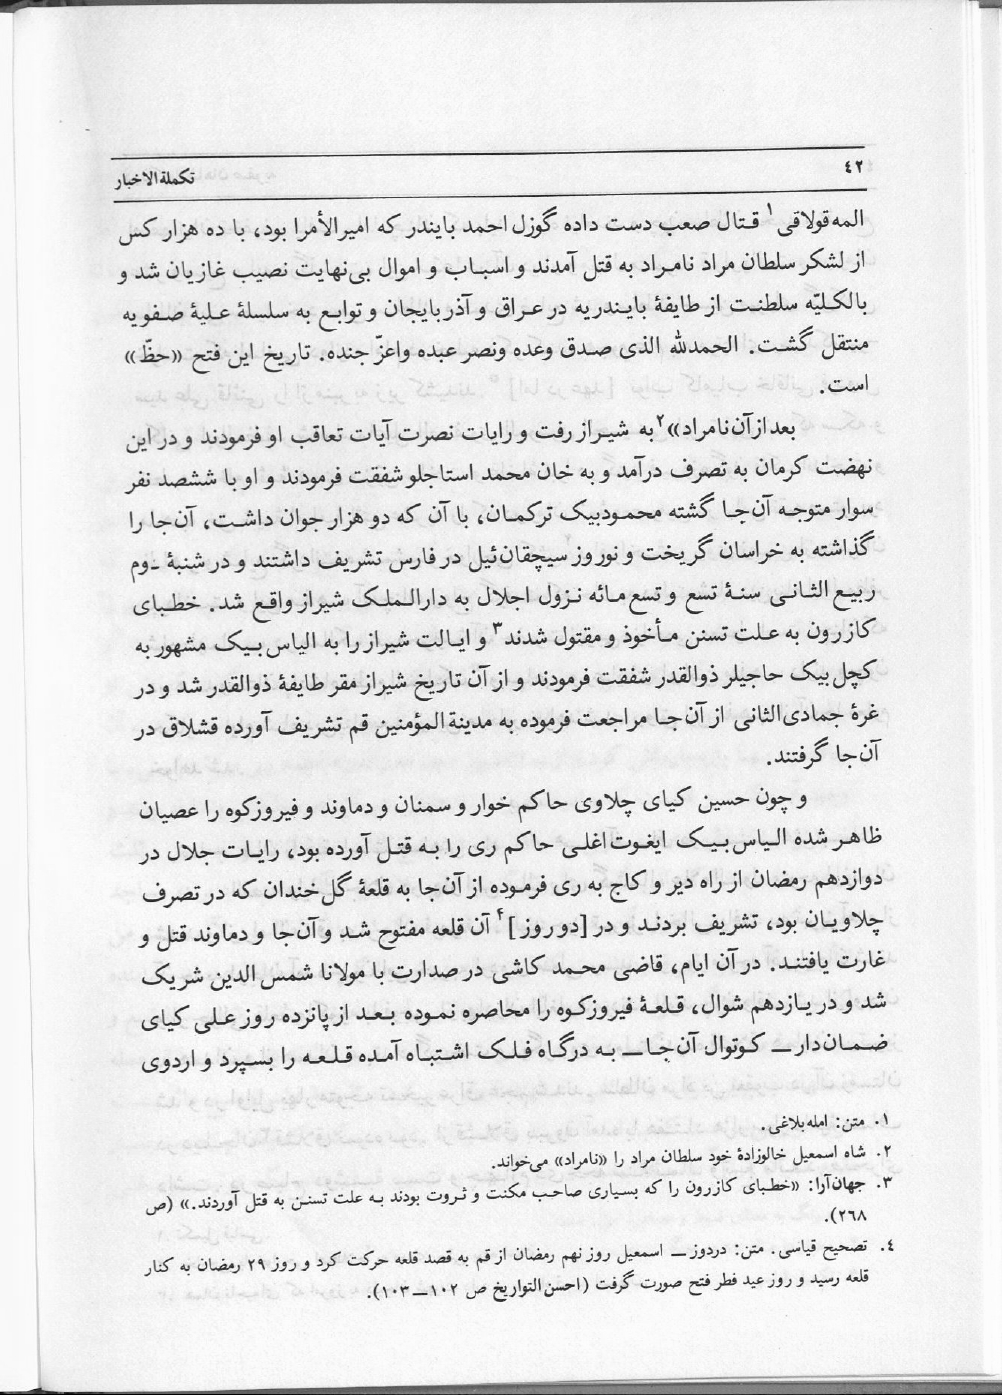 ٤٢
تکملة الاخبار
المه‌قولاقی۱ قتال صعب دست داده گوزل احمد بایندر که امیرالأمرا بود، با ده هزار کس
از لشکر سلطان مراد نامراد به قتل آمدند و اسباب و اموال بی‌نهایت نصیب غازیان شد و
بالکلیّه سلطنت از طایفهٔ بایندریه در عراق و آذربایجان و توابع به سلسلهٔ علیهٔ صفویه
منتقل گشت. الحمدلله الذی صدق وعده ونصر عبده واعزّ جنده. تاریخ این فتح «حظّ»
است.
بعد از آن نامراد»۲ به شیراز رفت و رایات نصرت آیات تعاقب او فرمودند و در این
نهضت کرمان به تصرف درآمد و به خان محمد استاجلو شفقت فرمودند و او با ششصد نفر
سوار متوجه آن‌جا گشته محمودبیک ترکمان، با آن که دو هزار جوان داشت، آن‌جا را
گذاشته به خراسان گریخت و نوروز سیچقان‌ئیل در فارس تشریف داشتند و در شنبهٔ دوم
ربیع الثانی سنهٔ تسع و تسع‌مائه نزول اجلال به دارالملک شیراز واقع شد. خطبای
کازرون به علت تسنن مأخوذ و مقتول شدند۳ و ایالت شیراز را به الیاس‌بیک مشهور به
کچل‌بیک حاجیلر ذوالقدر شفقت فرمودند و از آن تاریخ شیراز مقر طایفهٔ ذوالقدر شد و در
غرهٔ جمادی‌الثانی از آن‌جا مراجعت فرموده به مدینة‌المؤمنین قم تشریف آورده قشلاق در
آن‌جا گرفتند.
و چون حسین کیای چلاوی حاکم خوار و سمنان و دماوند و فیروزکوه را عصیان
ظاهر شده الیاس‌بیک ایغوت‌اغلی حاکم ری را به قتل آورده بود، رایات جلال در
دوازدهم رمضان از راه دیر و کاج به ری فرموده از آن‌جا به قلعهٔ گل‌خندان که در تصرف
چلاویان بود، تشریف بردند و در [دو روز]۴ آن قلعه مفتوح شد و آن‌جا و دماوند قتل و
غارت یافتند. در آن ایام، قاضی محمد کاشی در صدارت با مولانا شمس‌الدین شریک
شد و در یازدهم شوال، قلعهٔ فیروزکوه را محاصره نموده بعد از پانزده روز علی کیای
ضمان‌دار — کوتوال آن‌جا — به درگاه فلک اشتباه آمده قلعه را بسپرد و اردوی
۱. متن: امله‌بلاغی.
۲. شاه اسمعیل خالوزادهٔ خود سلطان مراد را «نامراد» می‌خواند.
۳. جهان‌آرا: «خطبای کازرون را که بسیاری صاحب مکنت و ثروت بودند به علت تسنن به قتل آوردند.» (ص
۲٦۸).
٤. تصحیح قیاسی. متن: دردوز — اسمعیل روز نهم رمضان از قم به قصد قلعه حرکت کرد و روز ۲۹ رمضان به کنار
قلعه رسید و روز عید فطر فتح صورت گرفت (احسن‌التواریخ ص ۱۰۲—۱۰۳).